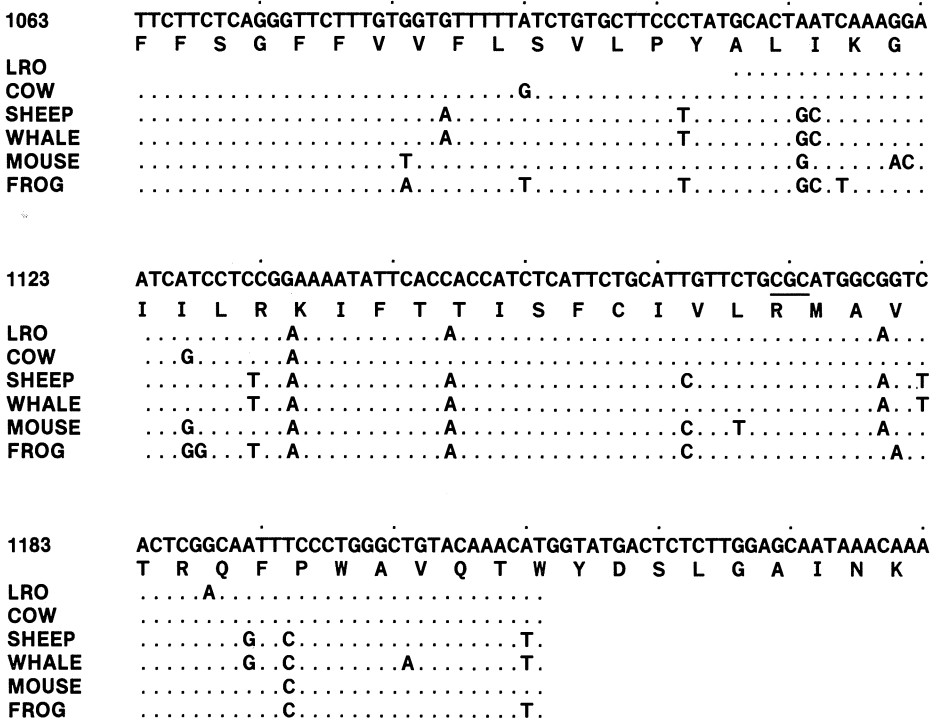 1063 TTCTTCTCAGGGTTCTTTGTGGTGTTTTTATCTGTGCTTCCCTATGCACTAATCAAAGGA
F F S G F F V V F L S V L P Y A L I K G
LRO ...............
COW .............................G..............................
SHEEP .......................A.................T........GC........
WHALE .......................A.................T........GC........
MOUSE ....................T.............................G......AC.
FROG ....................A........T...........T........GC.T......
1123 ATCATCCTCCGGAAAATATTCACCACCATCTCATTCTGCATTGTTCTGCGCATGGCGGTC
I I L R K I F T T I S F C I V L R M A V
LRO ...........A...........A................................A...
COW ...G.......A................................................
SHEEP ........T..A...........A.................C..............A..T
WHALE ........T..A...........A................................A..T
MOUSE ...G.......A...........A.................C...T..........A...
FROG ...GG...T..A...........A.................C...............A..
1183 ACTCGGCAATTTCCCTGGGCTGTACAAACATGGTATGACTCTCTTGGAGCAATAAACAAA
T R Q F P W A V Q T W Y D S L G A I N K
LRO .....A.........................
COW ...............................
SHEEP ........G..C.................T.
WHALE ........G..C........A........T.
MOUSE ...........C...................
FROG ...........C.................T.